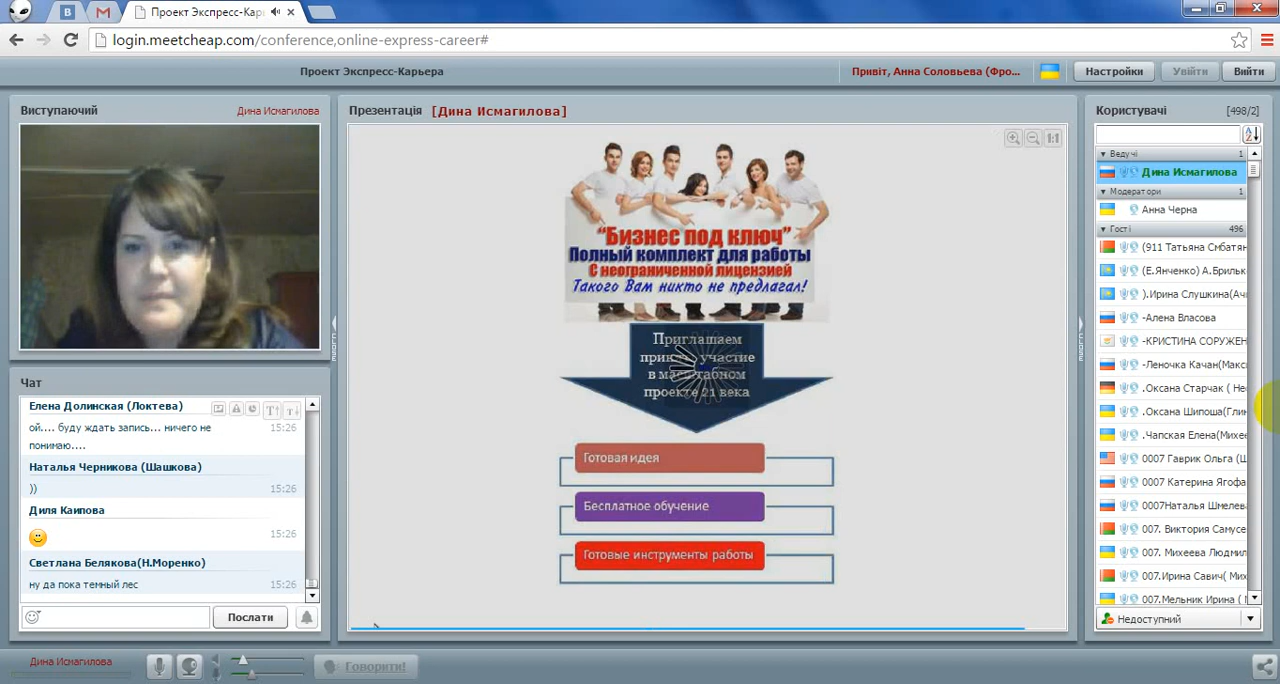 В
Проект Экспресс-Кар
login.meetcheap.com/conference,online-express-career#
Проект Экспресс-Карьера
Привіт, Анна Соловьева (Фро...
Настройки
Увійти
Вийти
Виступаючий
Дина Исмагилова
Чат
Елена Долинская (Локтева)
ой.... буду ждать запись... ничего не
понимаю....
15:26
Наталья Черникова (Шашкова)
))
15:26
Диля Каипова
15:26
Светлана Белякова(Н.Моренко)
ну да пока темный лес
15:26
Послати
Дина Исмагилова
Говорити!
Презентація [Дина Исмагилова]
1:1
"Бизнес под ключ"
Полный комплект для работы
С неограниченной лицензией
Такого Вам никто не предлагал!
Приглашаем
участие
в
проекте 21 века
Готовая идея
Бесплатное обучение
Готовые инструменты работы
Користувачі [498/2]
Ведучі 1
Дина Исмагилова
Модератори 1
Анна Черна
Гості 496
(911 Татьяна Смбатян
(Е.Янченко) А.Брильк
).Ирина Слушкина(Ач
-Алена Власова
-КРИСТИНА СОРУЖЕН
-Леночка Качан(Макс
.Оксана Старчак ( Не
.Оксана Шипоша(Гли
.Чапская Елена(Михе
0007 Гаврик Ольга (Ш
0007 Катерина Ягофа
0007Наталья Шмелев
007. Виктория Самусе
007. Михеева Людмил
007.Ирина Савич( Мих
007.Мельник Ирина (
Недоступний